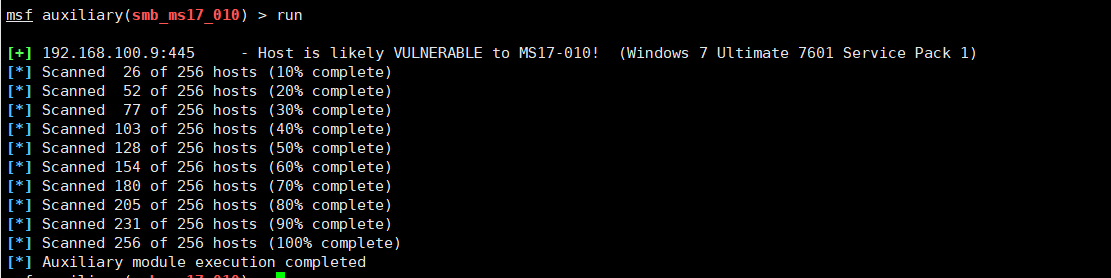 msf auxiliary(smb_ms17_010) > run
[+] 192.168.100.9:445     - Host is likely VULNERABLE to MS17-010!  (Windows 7 Ultimate 7601 Service Pack 1)
[*] Scanned  26 of 256 hosts (10% complete)
[*] Scanned  52 of 256 hosts (20% complete)
[*] Scanned  77 of 256 hosts (30% complete)
[*] Scanned 103 of 256 hosts (40% complete)
[*] Scanned 128 of 256 hosts (50% complete)
[*] Scanned 154 of 256 hosts (60% complete)
[*] Scanned 180 of 256 hosts (70% complete)
[*] Scanned 205 of 256 hosts (80% complete)
[*] Scanned 231 of 256 hosts (90% complete)
[*] Scanned 256 of 256 hosts (100% complete)
[*] Auxiliary module execution completed